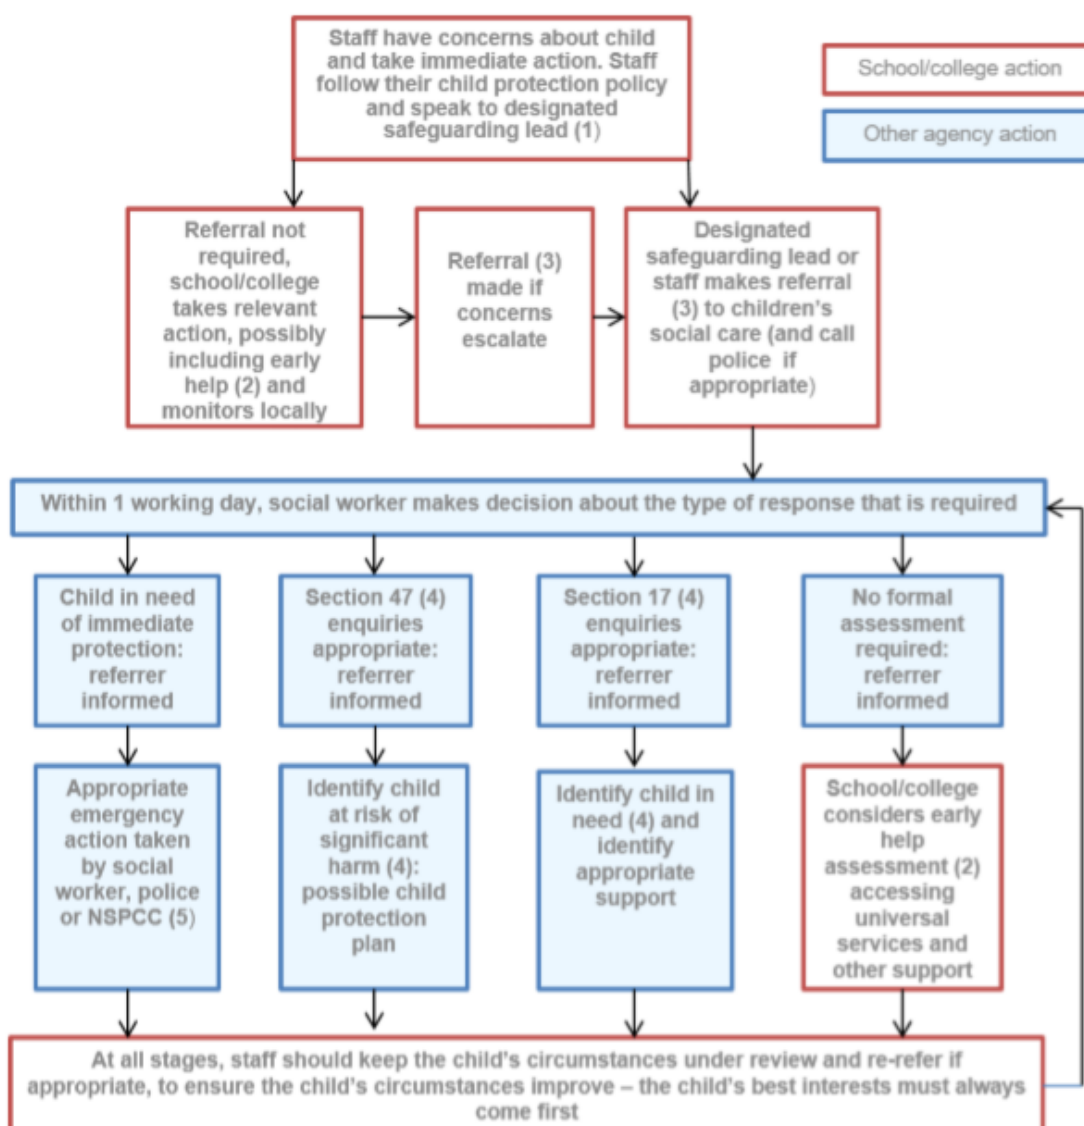 Staff have concerns about child
and take immediate action. Staff
follow their child protection policy
and speak to designated
safeguarding lead (1)
School/college action
Other agency action
Referral not
required,
school/college
takes relevant
action, possibly
including early
help (2) and
monitors locally
Referral (3)
made if
concerns
escalate
Designated
safeguarding lead or
staff makes referral
(3) to children’s
social care (and call
police if
appropriate)
Within 1 working day, social worker makes decision about the type of response that is required
Child in need
of immediate
protection:
referrer
informed
Section 47 (4)
enquiries
appropriate:
referrer
informed
Section 17 (4)
enquiries
appropriate:
referrer
informed
No formal
assessment
required:
referrer
informed
Appropriate
emergency
action taken
by social
worker, police
or NSPCC (5)
Identify child
at risk of
significant
harm (4):
possible child
protection
plan
Identify child in
need (4) and
identify
appropriate
support
School/college
considers early
help
assessment (2)
accessing
universal
services and
other support
At all stages, staff should keep the child’s circumstances under review and re-refer if
appropriate, to ensure the child’s circumstances improve – the child’s best interests must always
come first